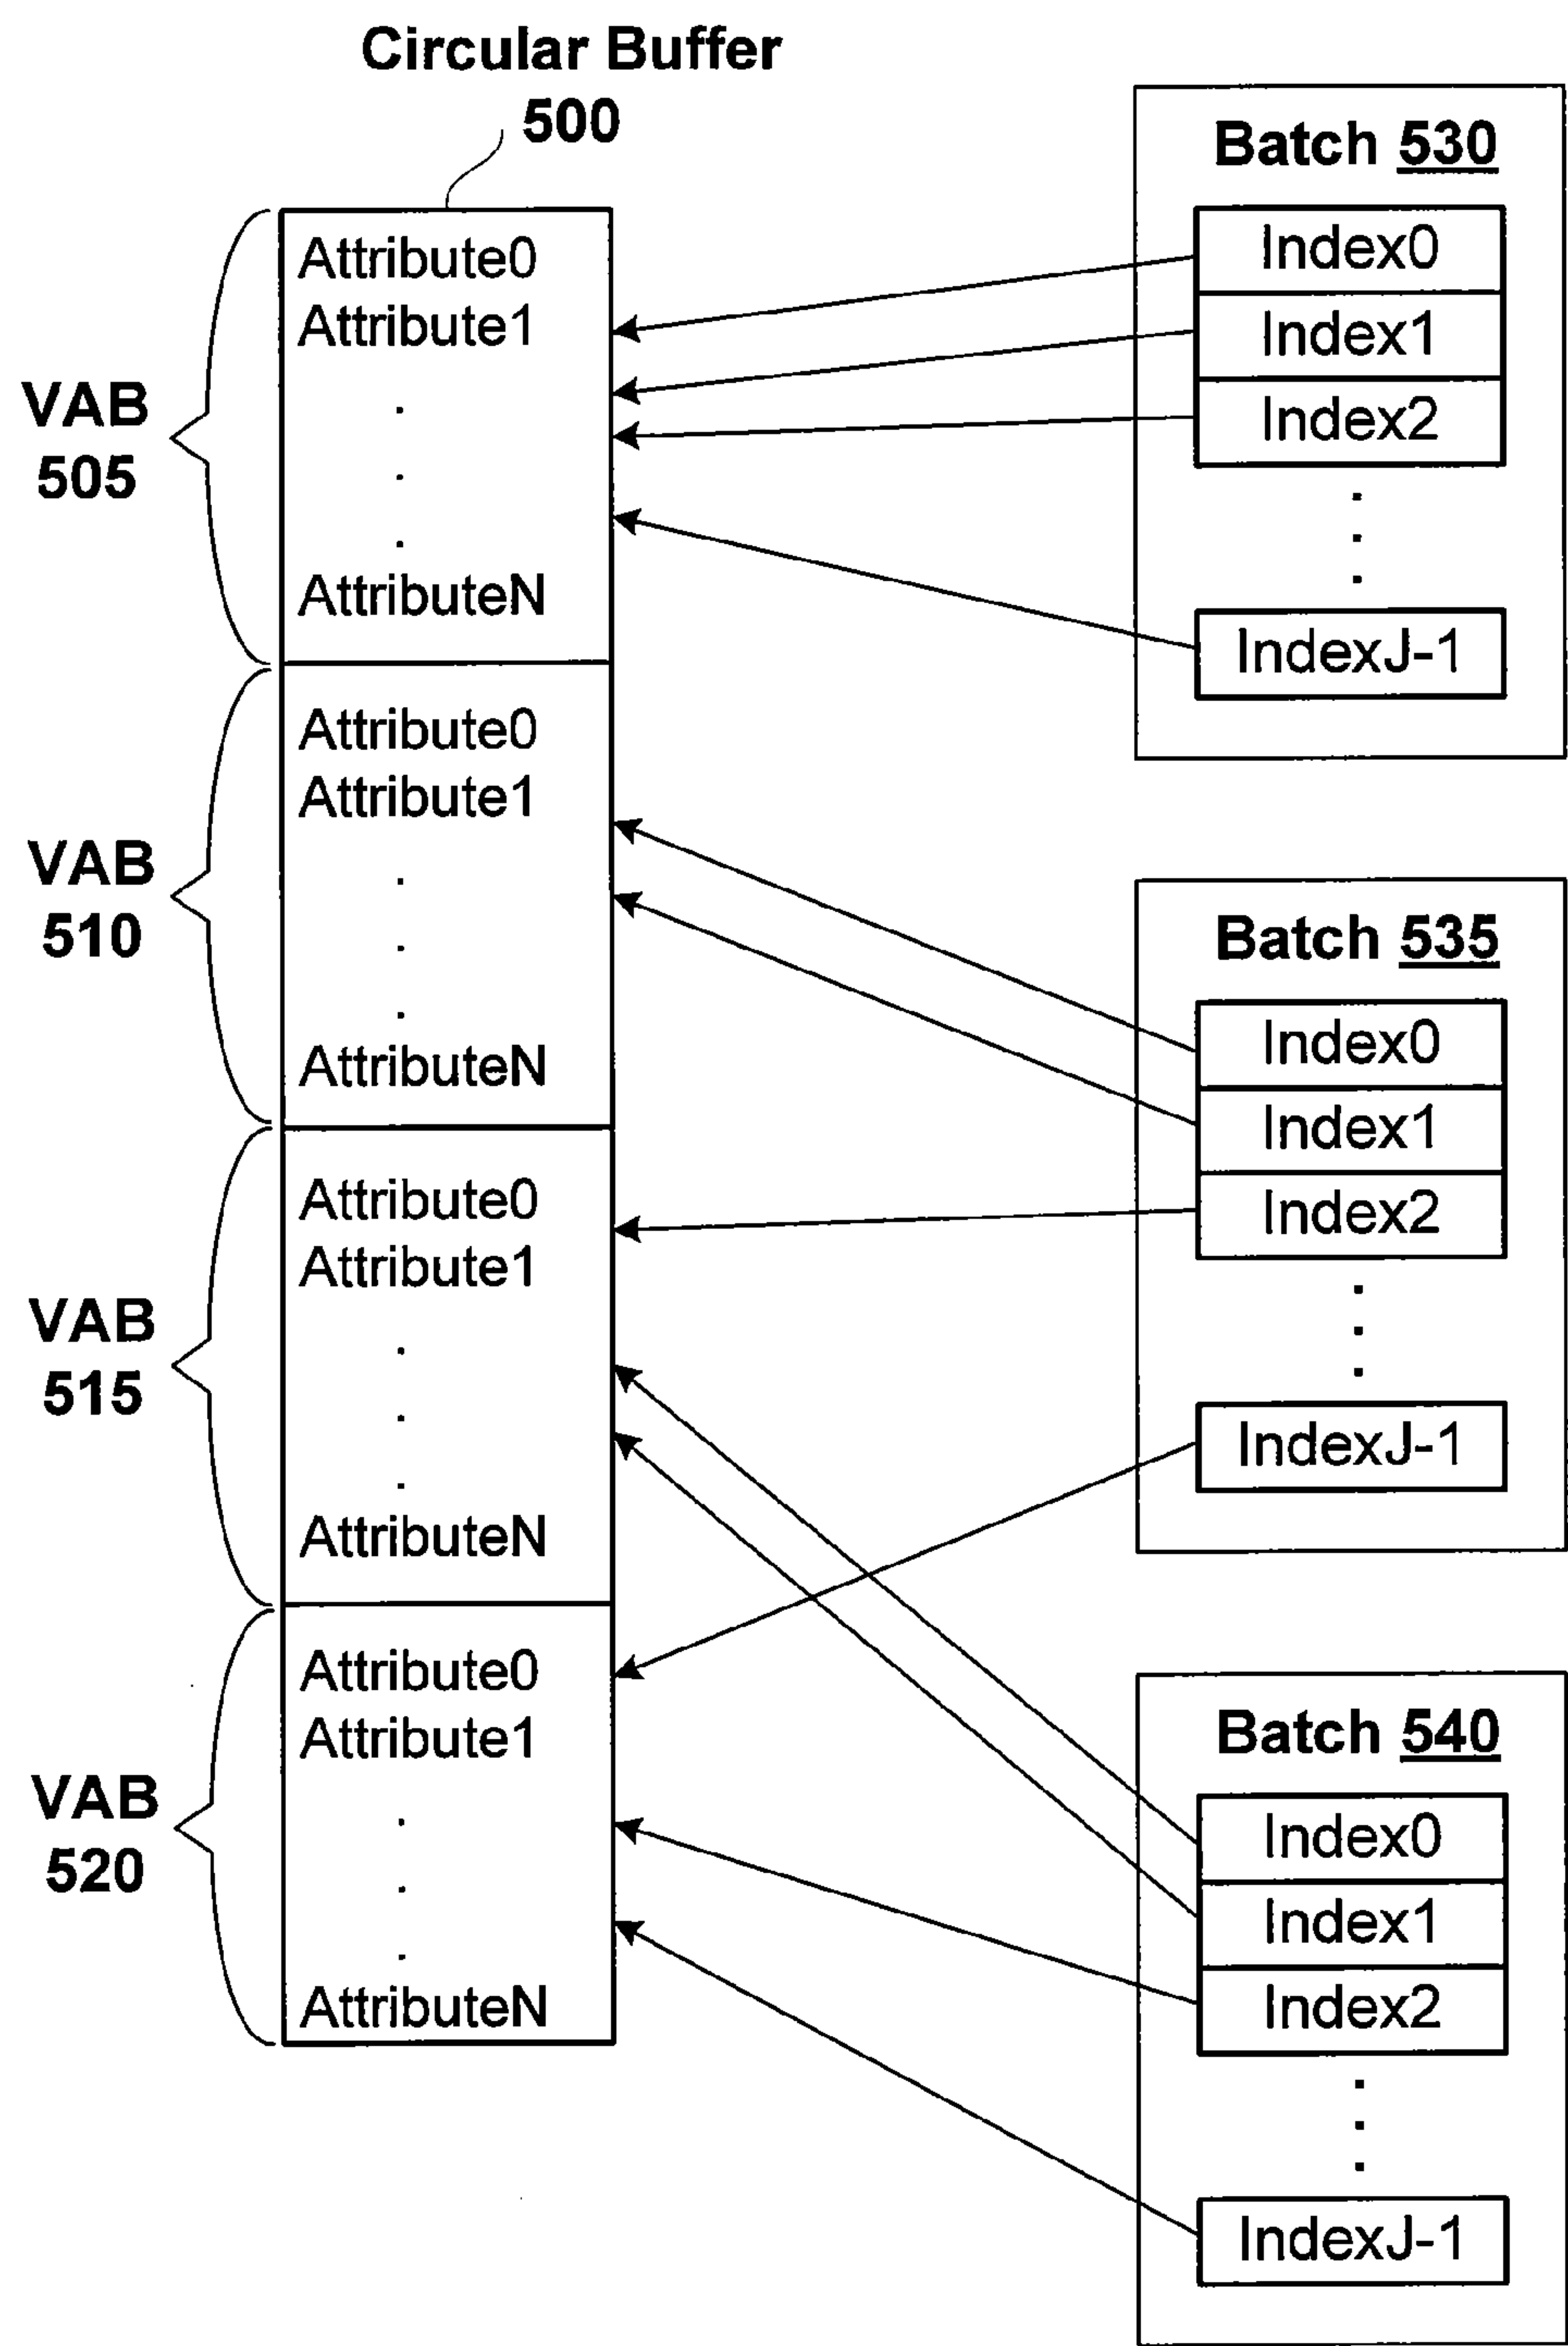 Circular Buffer
500
VAB
505
Attribute0
Attribute1
.
.
.
AttributeN
VAB
510
Attribute0
Attribute1
.
.
.
AttributeN
VAB
515
Attribute0
Attribute1
.
.
.
AttributeN
VAB
520
Attribute0
Attribute1
.
.
.
AttributeN
Batch 530
Index0
Index1
Index2
.
.
.
IndexJ-1
Batch 535
Index0
Index1
Index2
.
.
.
IndexJ-1
Batch 540
Index0
Index1
Index2
.
.
.
IndexJ-1